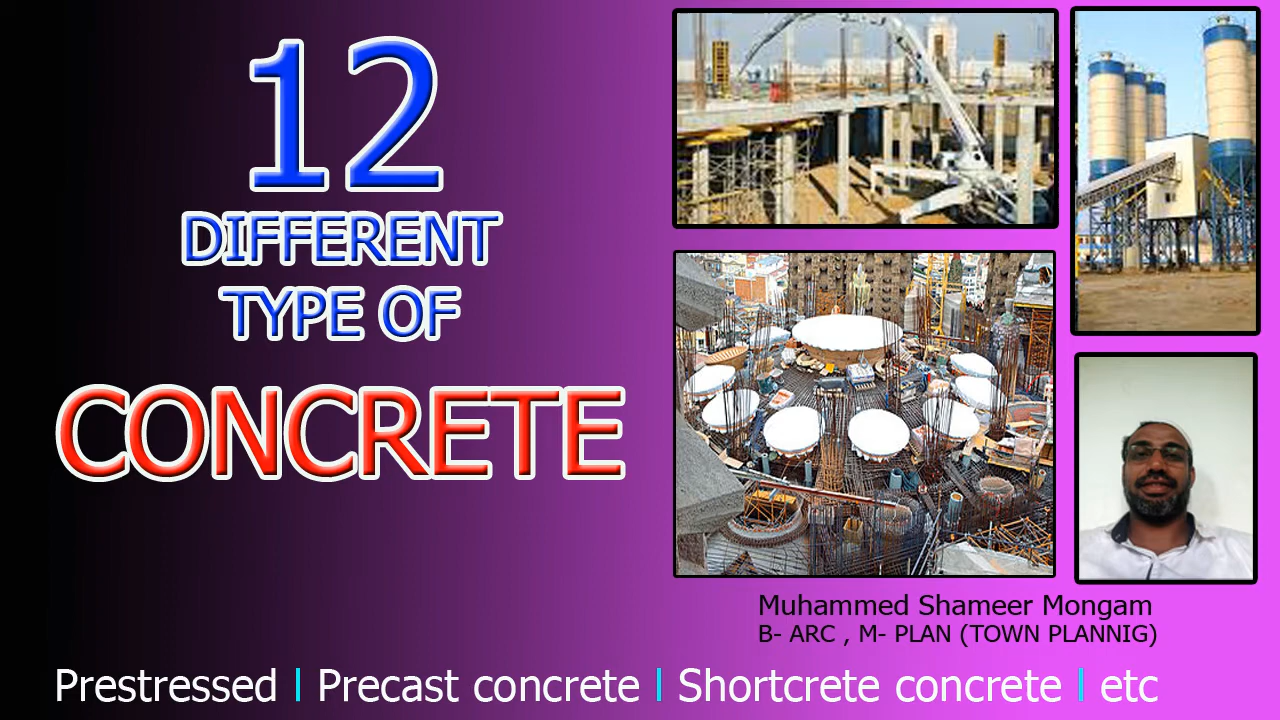 12
DIFFERENT
TYPE OF
CONCRETE
Muhammed Shameer Mongam
B- ARC , M- PLAN (TOWN PLANNIG)
Prestressed | Precast concrete | Shortcrete concrete | etc